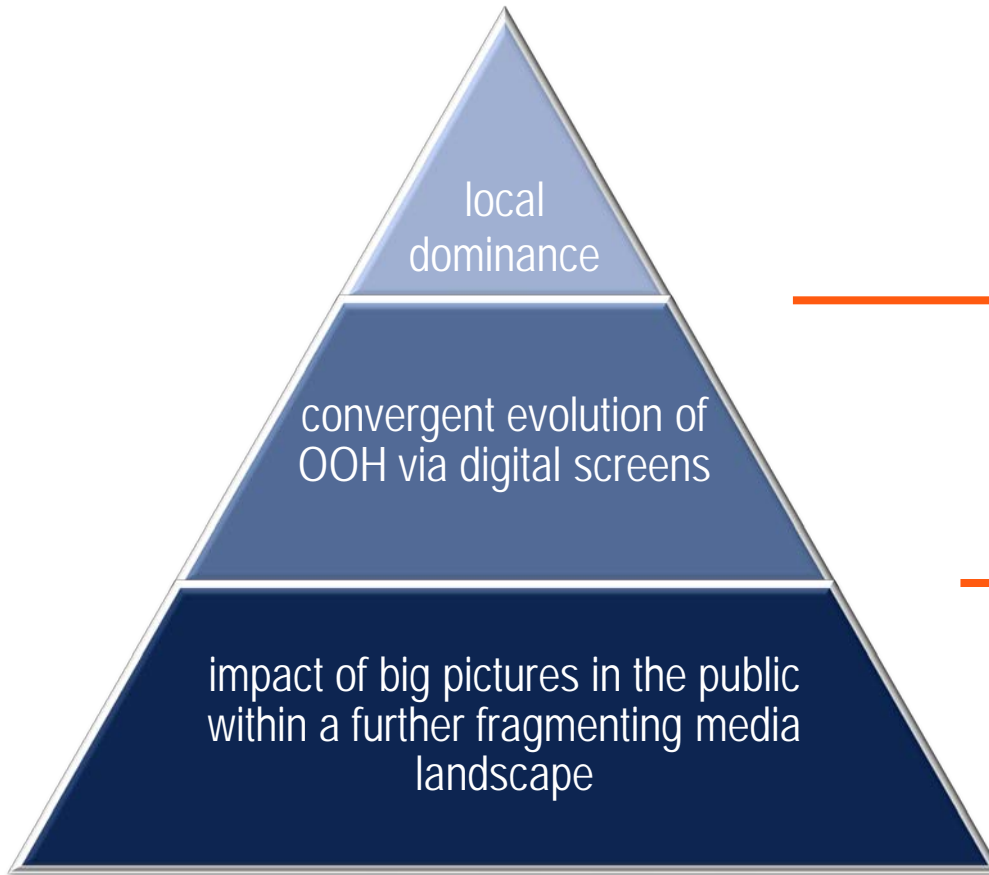 local
dominance
convergent evolution of
OOH via digital screens
impact of big pictures in the public
within a further fragmenting media
landscape